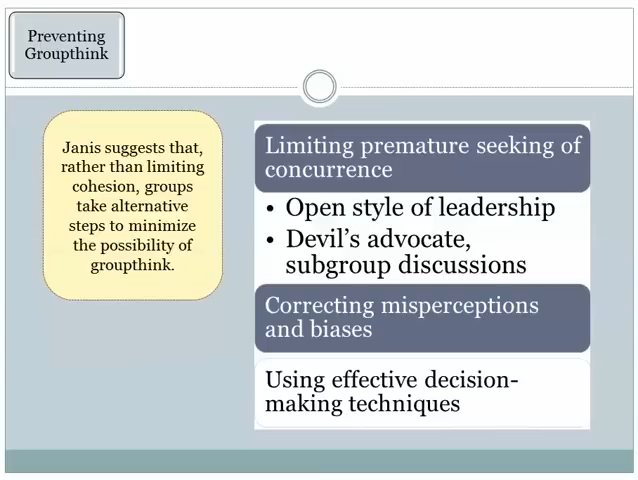 Preventing
Groupthink
Janis suggests that,
rather than limiting
cohesion, groups
take alternative
steps to minimize
the possibility of
groupthink.
Limiting premature seeking of
concurrence
• Open style of leadership
• Devil's advocate,
subgroup discussions
Correcting misperceptions
and biases
Using effective decision-
making techniques